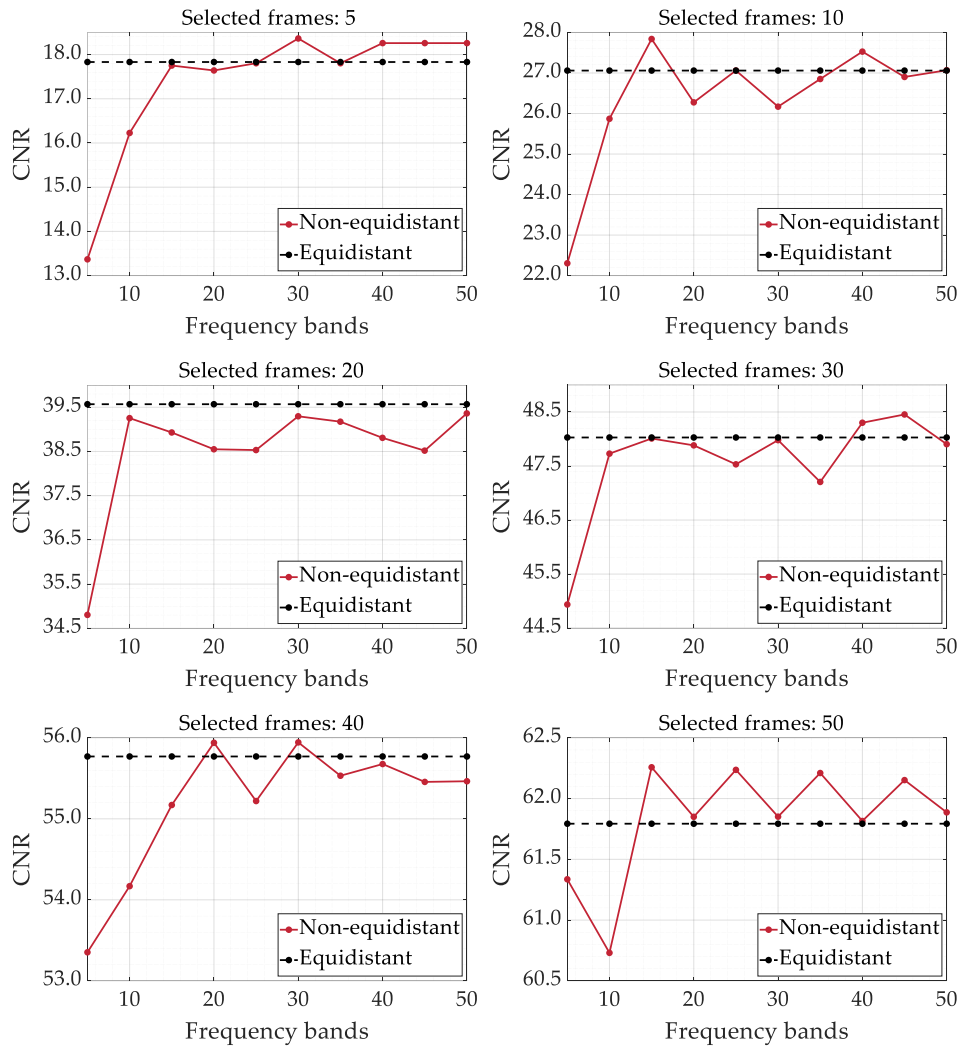 Selected frames: 5
CNR
18.0
17.0
16.0
15.0
14.0
13.0
Non-equidistant
Equidistant
10 20 30 40 50
Frequency bands
Selected frames: 10
CNR
28.0
27.0
26.0
25.0
24.0
23.0
22.0
Non-equidistant
Equidistant
10 20 30 40 50
Frequency bands
Selected frames: 20
CNR
39.5
38.5
37.5
36.5
35.5
34.5
Non-equidistant
Equidistant
10 20 30 40 50
Frequency bands
Selected frames: 30
CNR
48.5
47.5
46.5
45.5
44.5
Non-equidistant
Equidistant
10 20 30 40 50
Frequency bands
Selected frames: 40
CNR
56.0
55.0
54.0
53.0
Non-equidistant
Equidistant
10 20 30 40 50
Frequency bands
Selected frames: 50
CNR
62.5
62.0
61.5
61.0
60.5
Non-equidistant
Equidistant
10 20 30 40 50
Frequency bands